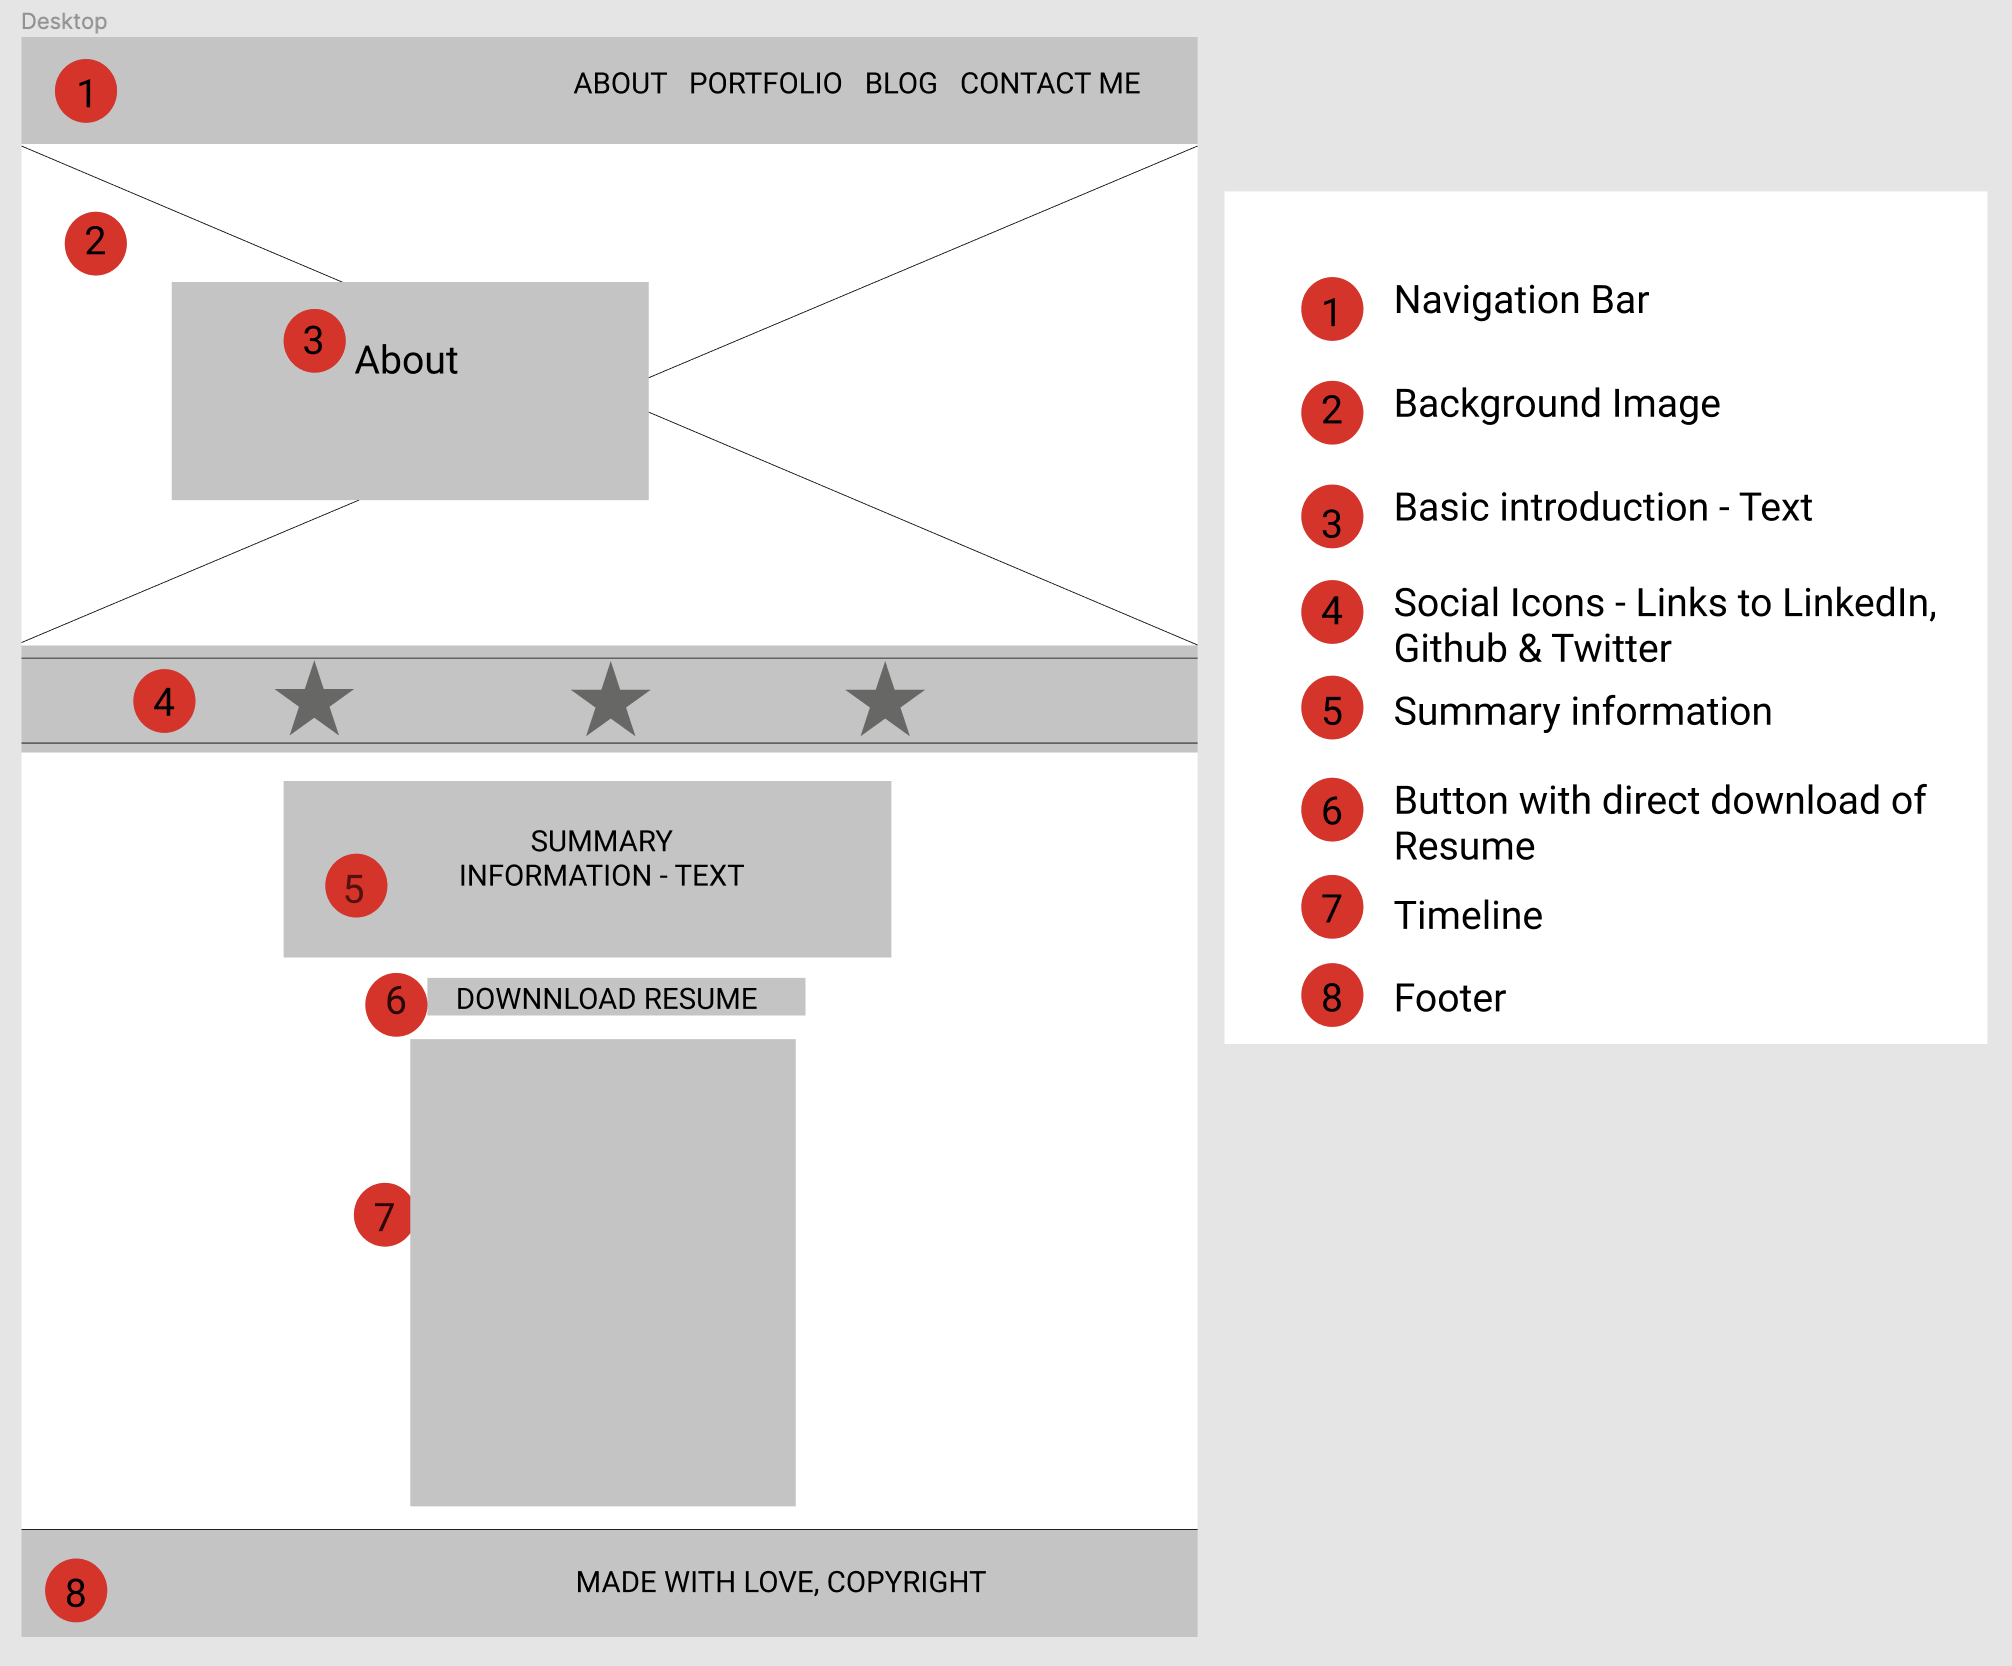 Desktop
1
ABOUT PORTFOLIO BLOG CONTACT ME
2
3
About
4
SUMMARY
INFORMATION - TEXT
5
6
DOWNNLOAD RESUME
7
8
MADE WITH LOVE, COPYRIGHT
1 Navigation Bar
2 Background Image
3 Basic introduction - Text
4 Social Icons - Links to LinkedIn,
Github & Twitter
5 Summary information
6 Button with direct download of
Resume
7 Timeline
8 Footer